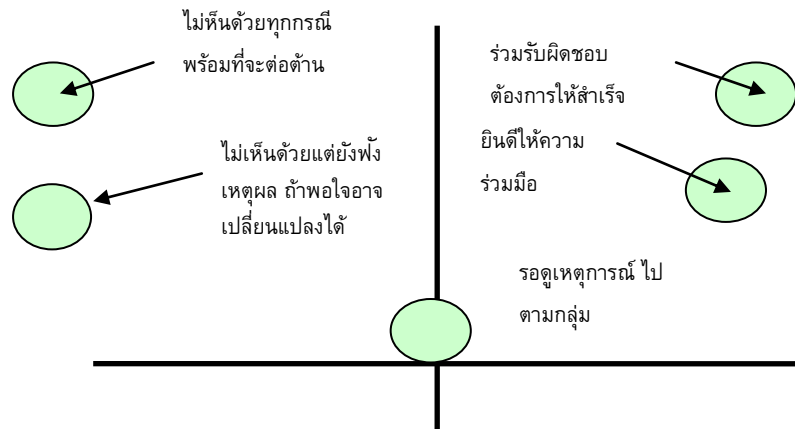 ไม่ห็นด้วยทุกกรณี
พร้อมที่จะต่อต้าน
ไม่เห็นด้วยแต่ยังฟัง
เหตุผล ถ้าพอใจอาจ
เปลี่ยนแปลงได้
ร่วมรับผิดชอบ
ต้องการให้สำเร็จ
ยินดีให้ความ
ร่วมมือ
รอดูเหตุการณ์ ไป
ตามกลุ่ม